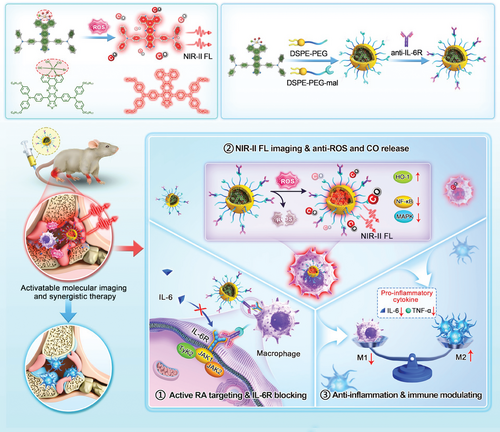 ROS
NIR-II FL
DSPE-PEG
DSPE-PEG-mal
anti-IL-6R
② NIR-II FL imaging & anti-ROS and CO release
ROS
NIR-II FL
HO-1
NF-κB
MAPK
Activatable molecular imaging
and synergistic therapy
IL-6
IL-6R
TyK2
JAK1
JAK2
Macrophage
① Active RA targeting & IL-6R blocking
Pro-inflammatory
cytokine
IL-6 TNF-α
M1
M2
③ Anti-inflammation & immune modulating